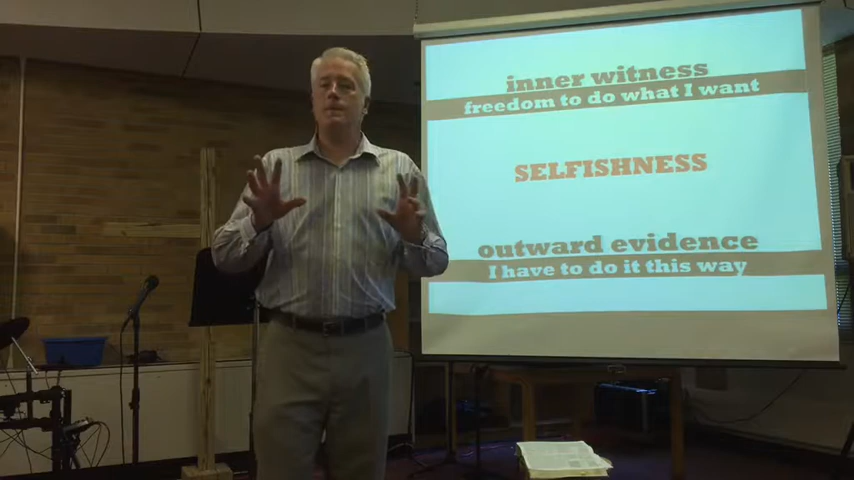 inner witness
freedom to do what I want
SELFISHNESS
outward evidence
I have to do it this way